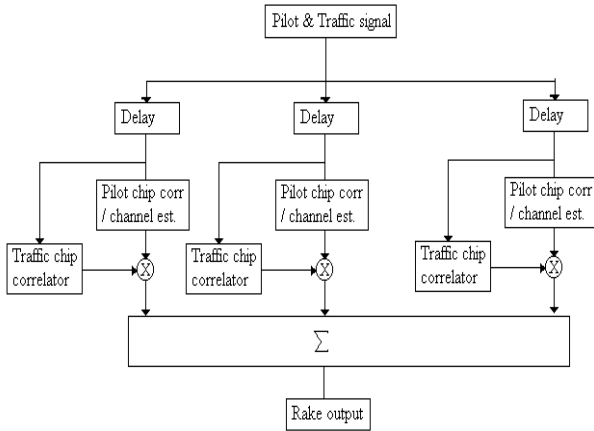 Pilot & Traffic signal
Delay
Delay
Delay
Pilot chip corr
/ channel est.
Pilot chip corr
/ channel est.
Pilot chip corr
/ channel est.
Traffic chip
correlator
X
Traffic chip
correlator
X
Traffic chip
correlator
X
Σ
Rake output